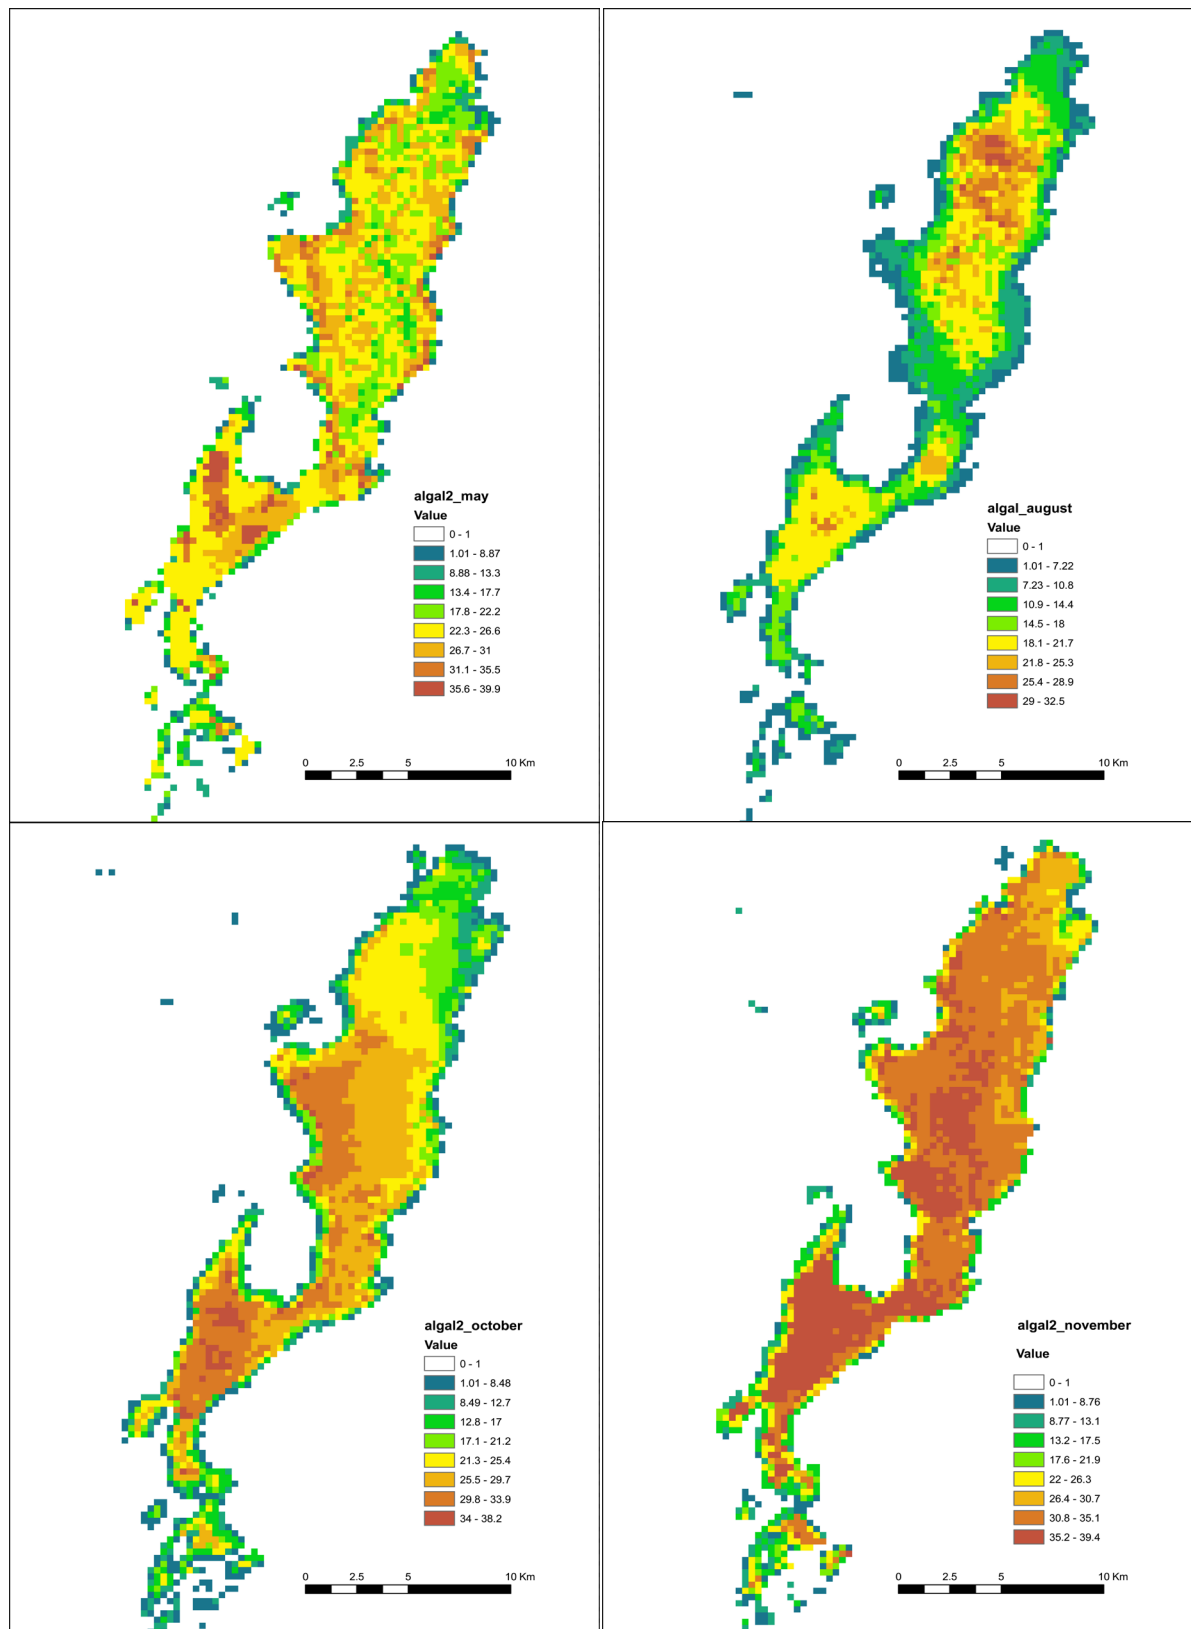 algal2_may
Value
0 - 1
1.01 - 8.87
8.88 - 13.3
13.4 - 17.7
17.8 - 22.2
22.3 - 26.6
26.7 - 31
31.1 - 35.5
35.6 - 39.9
0 2.5 5 10 Km
algal_august
Value
0 - 1
1.01 - 7.22
7.23 - 10.8
10.9 - 14.4
14.5 - 18
18.1 - 21.7
21.8 - 25.3
25.4 - 28.9
29 - 32.5
0 2.5 5 10 Km
algal2_october
Value
0 - 1
1.01 - 8.48
8.49 - 12.7
12.8 - 17
17.1 - 21.2
21.3 - 25.4
25.5 - 29.7
29.8 - 33.9
34 - 38.2
0 2.5 5 10 Km
algal2_november
Value
0 - 1
1.01 - 8.76
8.77 - 13.1
13.2 - 17.5
17.6 - 21.9
22 - 26.3
26.4 - 30.7
30.8 - 35.1
35.2 - 39.4
0 2.5 5 10 Km